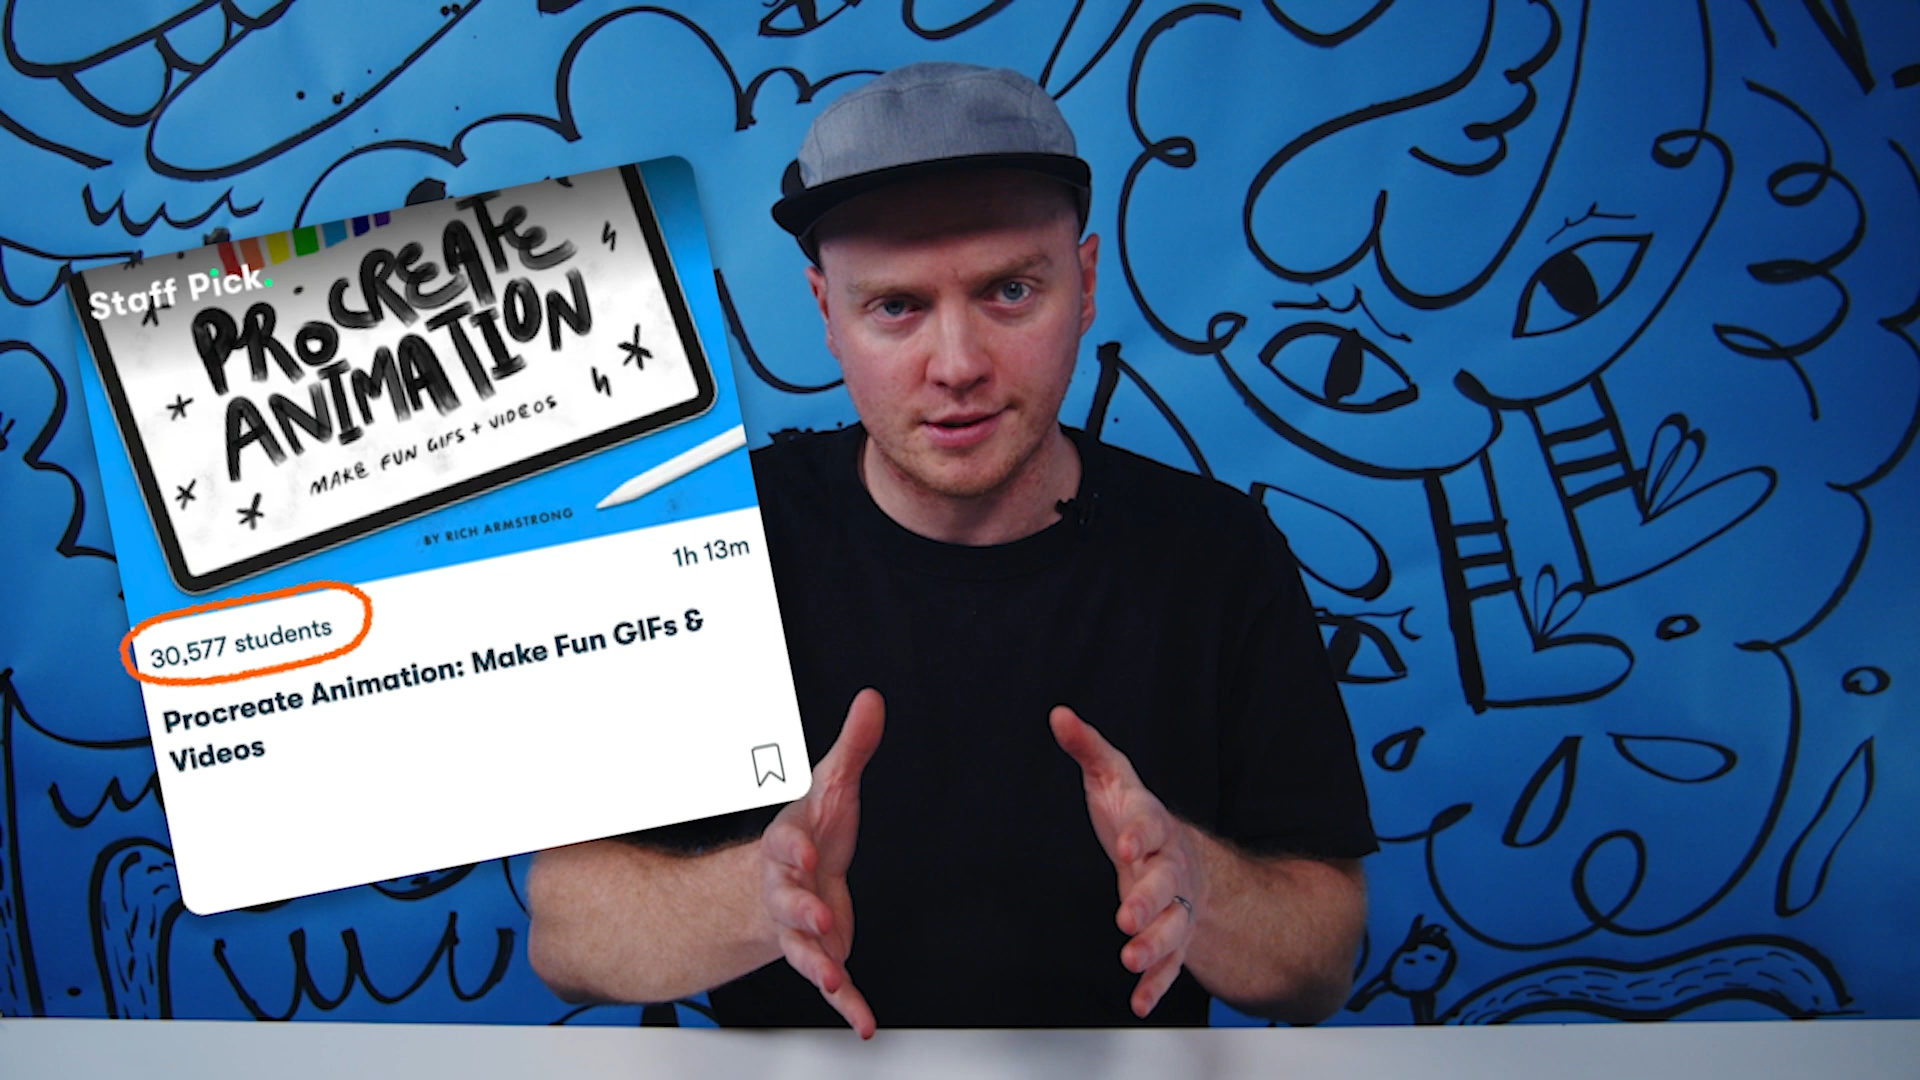 Staff Pick.
PROCREATE
ANIMATION
MAKE FUN GIFS + VIDEOS
BY RICH ARMSTRONG
1h 13m
30,577 students
Procreate Animation: Make Fun GIFs &
Videos